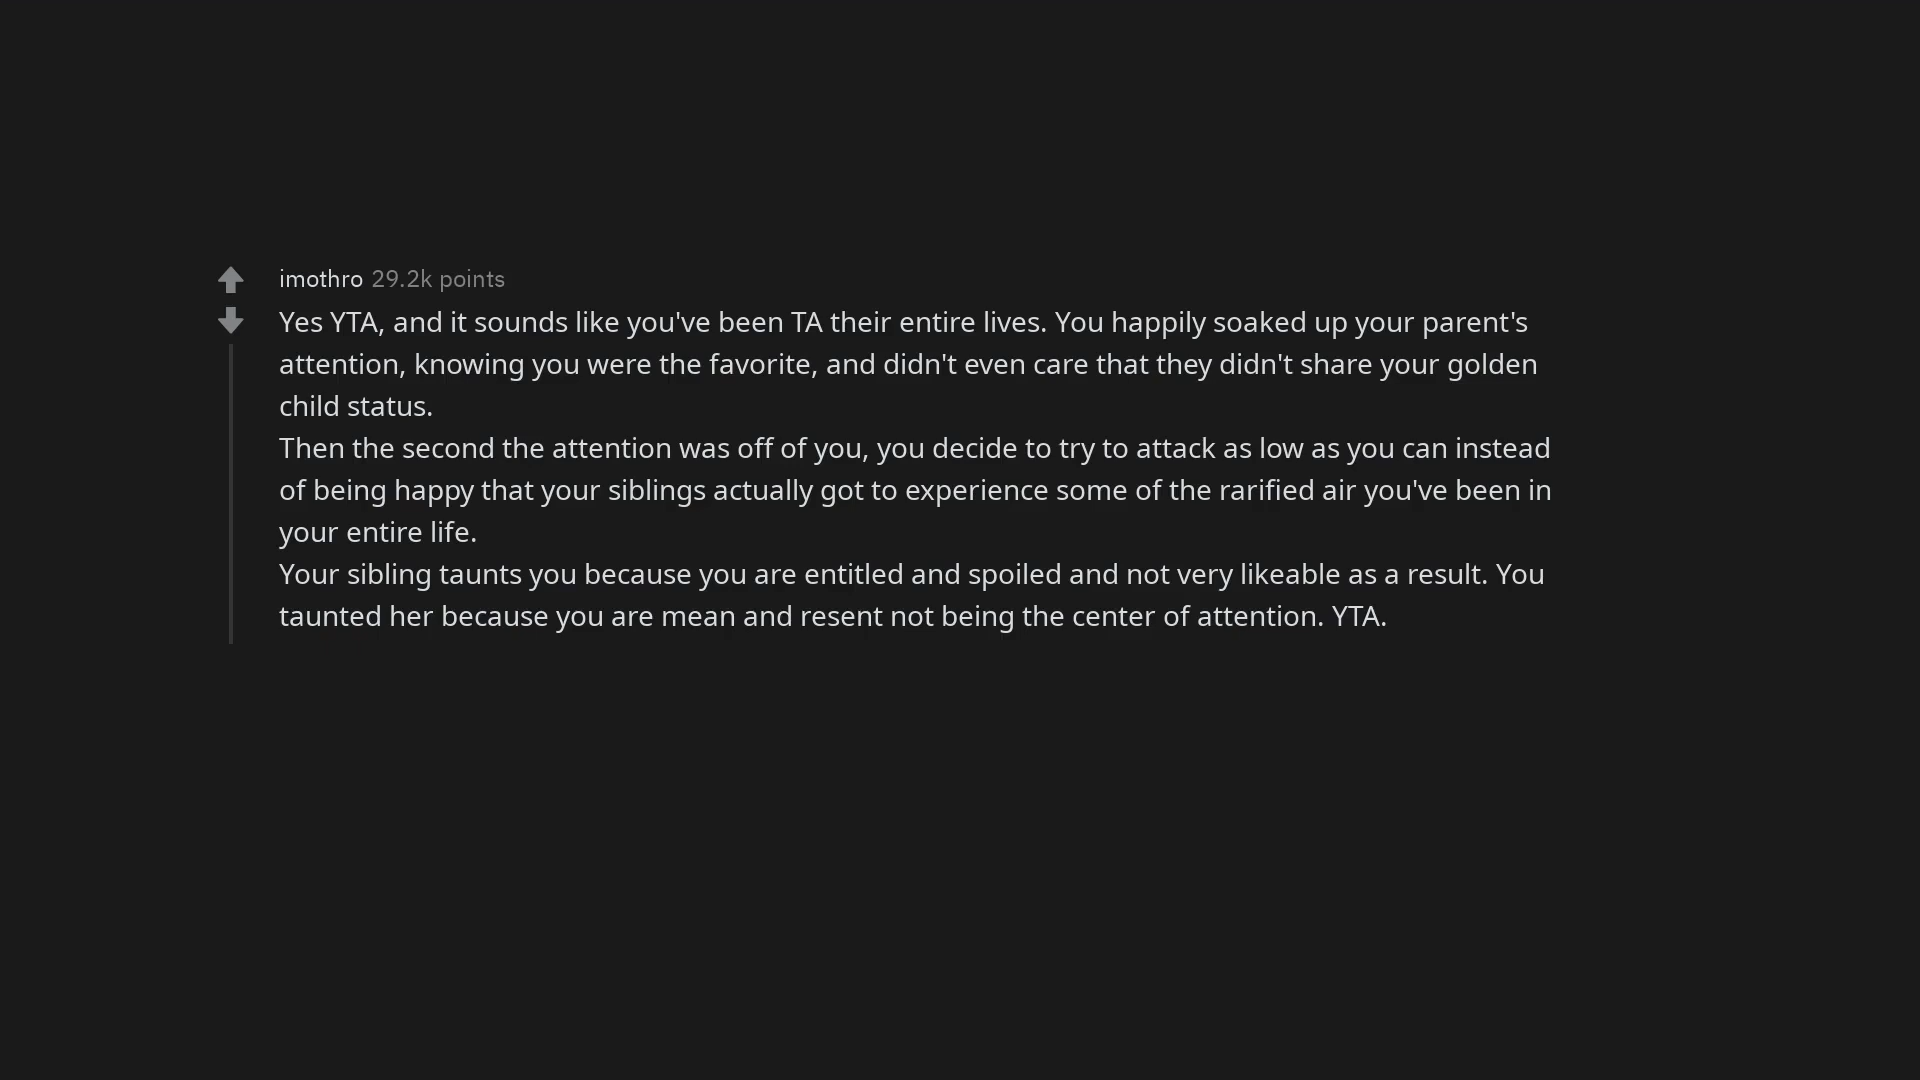 imothro 29.2k points
Yes YTA, and it sounds like you've been TA their entire lives. You happily soaked up your parent's
attention, knowing you were the favorite, and didn't even care that they didn't share your golden
child status.
Then the second the attention was off of you, you decide to try to attack as low as you can instead
of being happy that your siblings actually got to experience some of the rarified air you've been in
your entire life.
Your sibling taunts you because you are entitled and spoiled and not very likeable as a result. You
taunted her because you are mean and resent not being the center of attention. YTA.